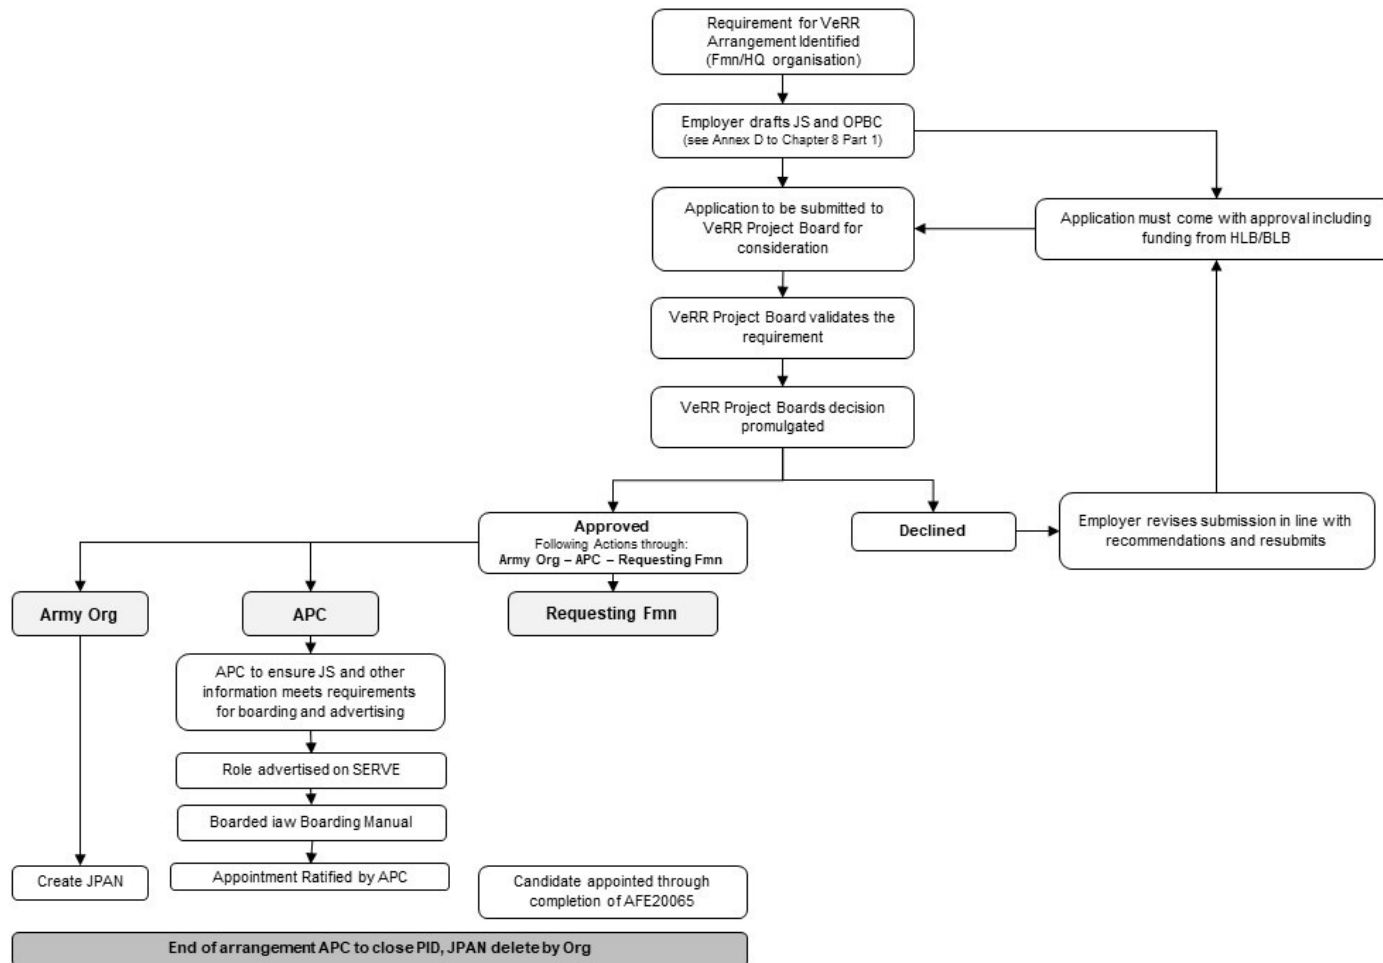 Requirement for VeRR
Arrangement Identified
(Fmn/HQ organisation)
Employer drafts JS and OPBC
(see Annex D to Chapter 8 Part 1)
Application to be submitted to
VeRR Project Board for
consideration
Application must come with approval including
funding from HLB/BLB
VeRR Project Board validates the
requirement
VeRR Project Boards decision
promulgated
Approved
Following Actions through:
Army Org – APC – Requesting Fmn
Declined
Employer revises submission in line with
recommendations and resubmits
Army Org
APC
Requesting Fmn
APC to ensure JS and other
information meets requirements
for boarding and advertising
Role advertised on SERVE
Boarded iaw Boarding Manual
Create JPAN
Appointment Ratified by APC
Candidate appointed through
completion of AFE20065
End of arrangement APC to close PID, JPAN delete by Org